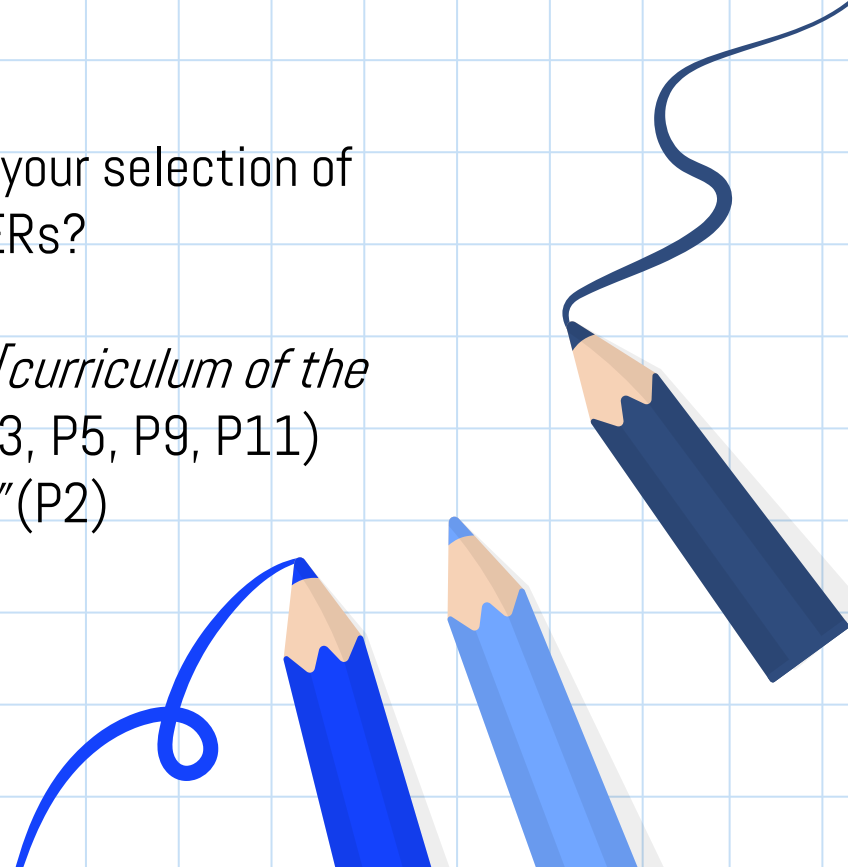 your selection of
ERs?
[curriculum of the
3, P5, P9, P11)
"(P2)